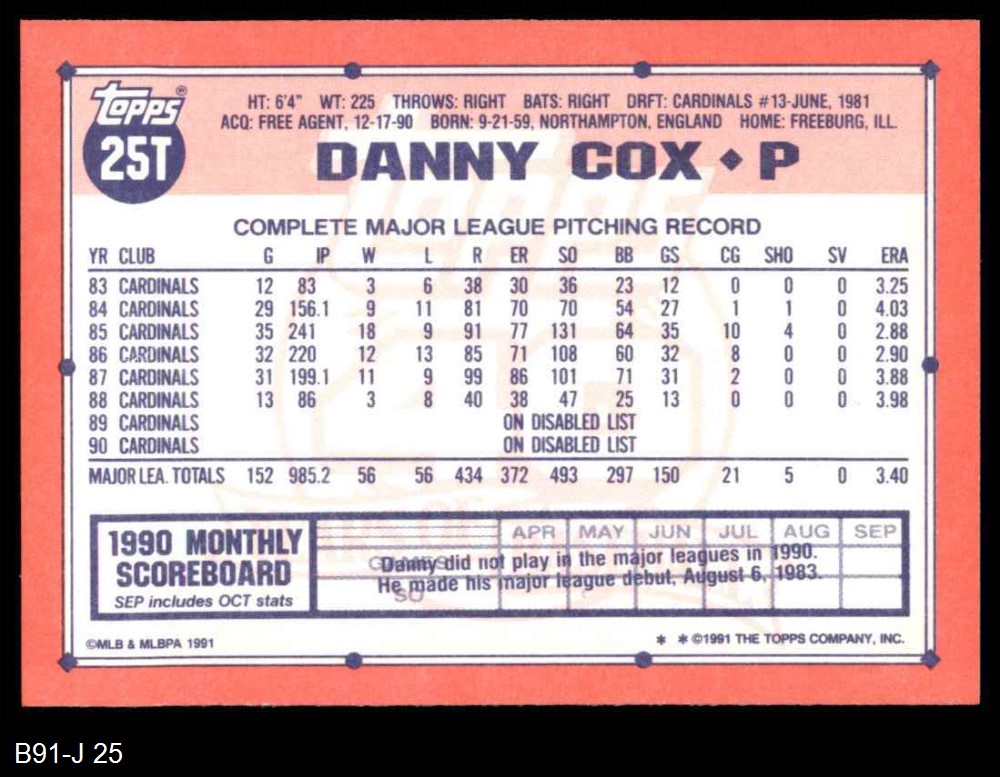 TOPPS®
25T
HT: 6'4" WT: 225 THROWS: RIGHT BATS: RIGHT DRFT: CARDINALS #13-JUNE, 1981
ACQ: FREE AGENT, 12-17-90 BORN: 9-21-59, NORTHAMPTON, ENGLAND HOME: FREEBURG, ILL.
DANNY COX ◆ P
COMPLETE MAJOR LEAGUE PITCHING RECORD
YR CLUB G IP W L R ER SO BB GS CG SHO SV ERA
83 CARDINALS 12 83 3 6 38 30 36 23 12 0 0 0 3.25
84 CARDINALS 29 156.1 9 11 81 70 70 54 27 1 1 0 4.03
85 CARDINALS 35 241 18 9 91 77 131 64 35 10 4 0 2.88
86 CARDINALS 32 220 12 13 85 71 108 60 32 8 0 0 2.90
87 CARDINALS 31 199.1 11 9 99 86 101 71 31 2 0 0 3.88
88 CARDINALS 13 86 3 8 40 38 47 25 13 0 0 0 3.98
89 CARDINALS ON DISABLED LIST
90 CARDINALS ON DISABLED LIST
MAJOR LEA. TOTALS 152 985.2 56 56 434 372 493 297 150 21 5 0 3.40
1990 MONTHLY
SCOREBOARD
SEP includes OCT stats
APR MAY JUN JUL AUG SEP
GAMES
SO
Danny did not play in the major leagues in 1990.
He made his major league debut, August 6, 1983.
©MLB & MLBPA 1991
* * ©1991 THE TOPPS COMPANY, INC.
B91-J 25